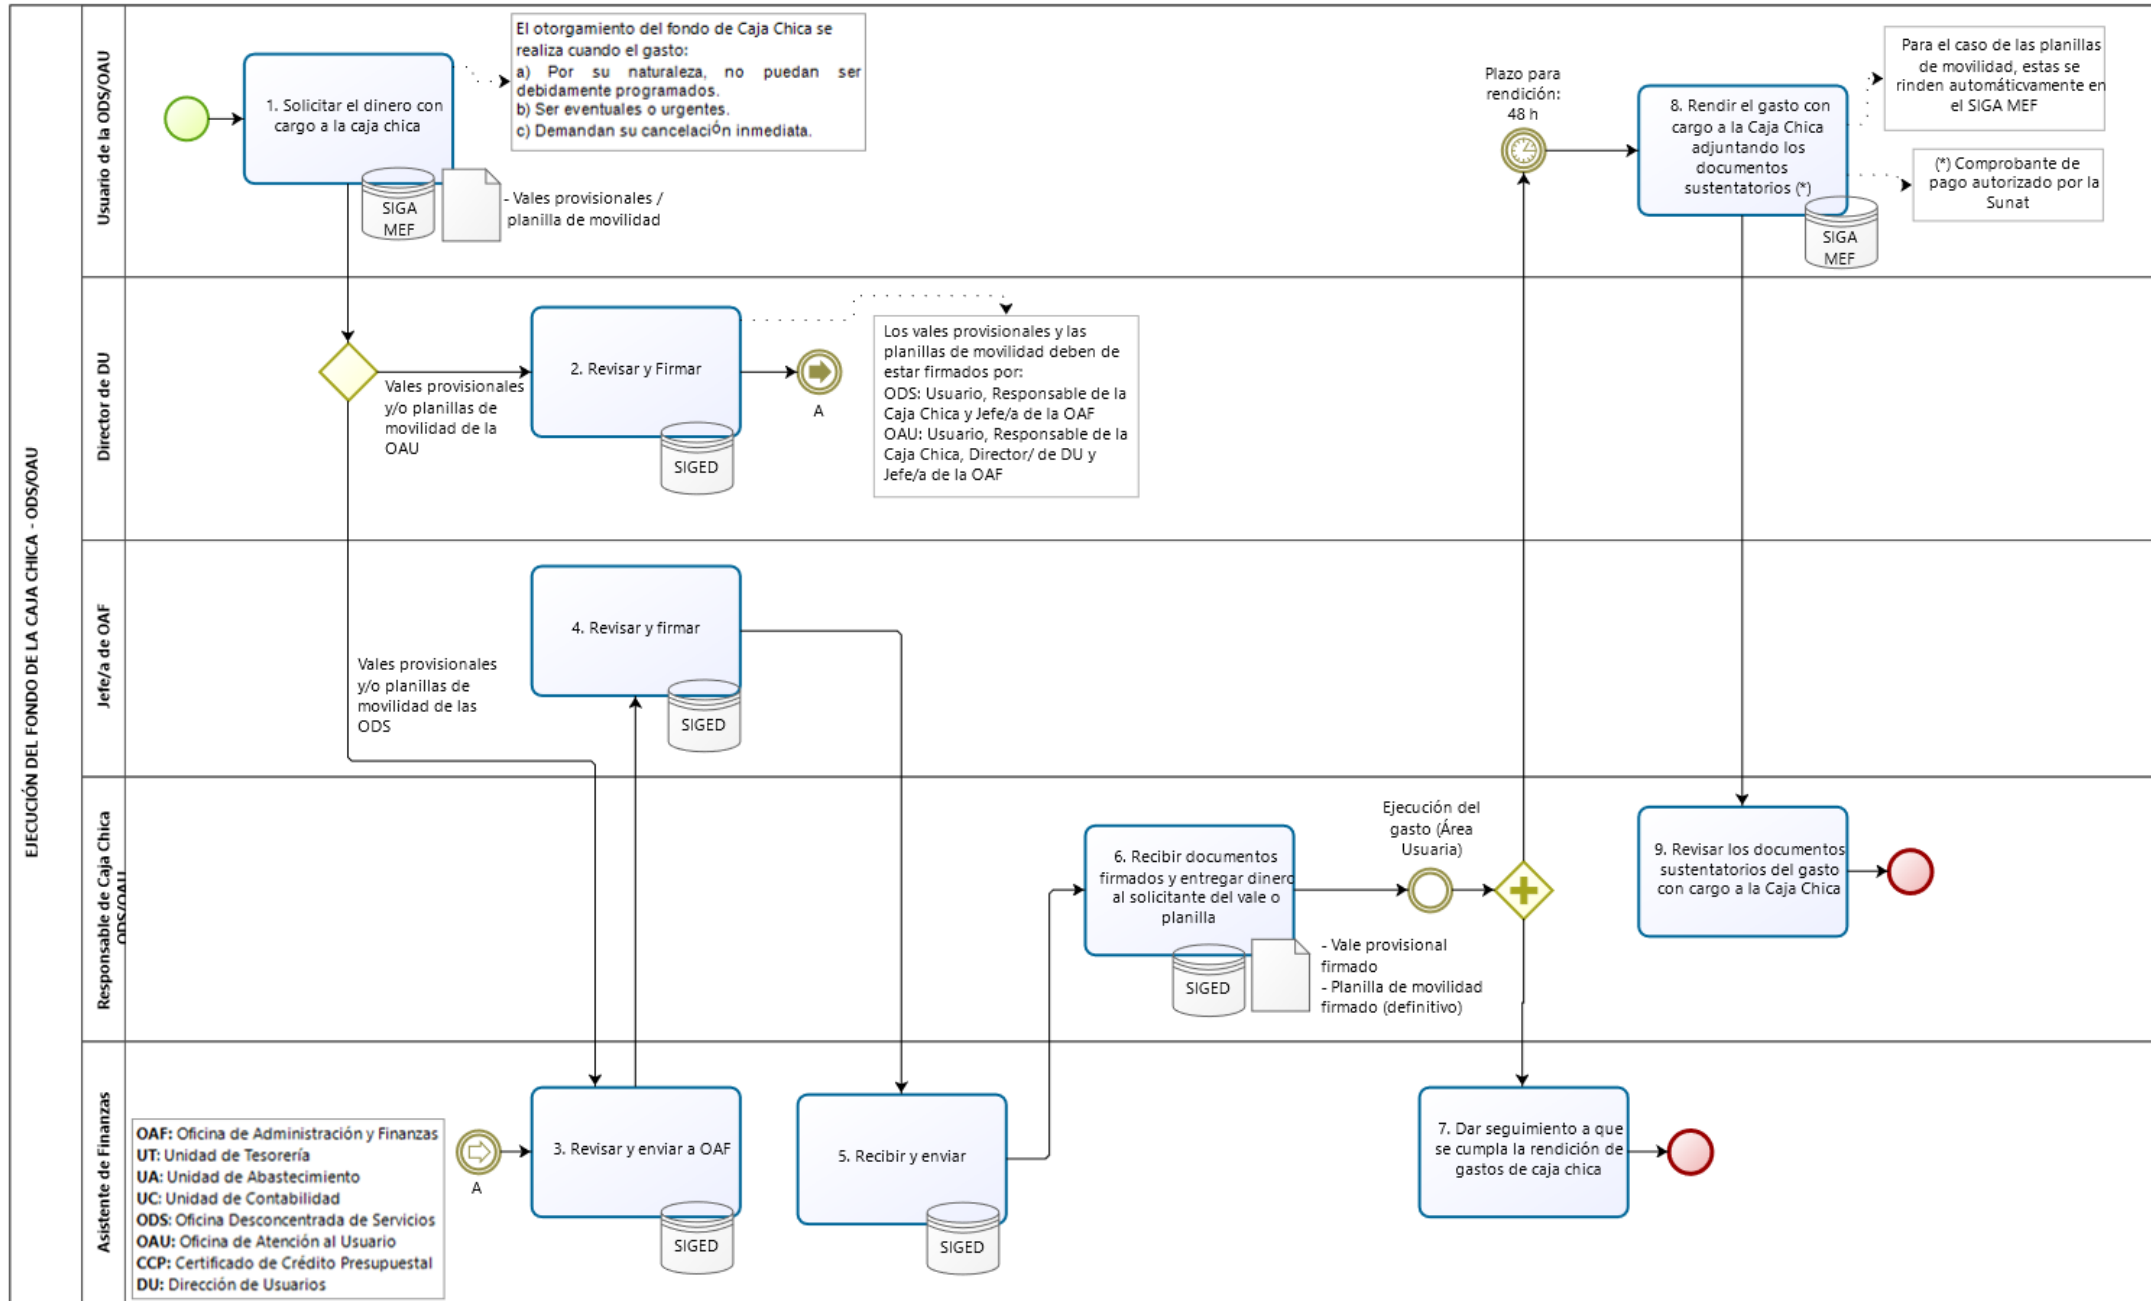 EJECUCIÓN DEL FONDO DE LA CAJA CHICA - ODS/OAU
Usuario de la ODS/OAU
1. Solicitar el dinero con
cargo a la caja chica
SIGA
MEF
- Vales provisionales /
planilla de movilidad
El otorgamiento del fondo de Caja Chica se
realiza cuando el gasto:
a) Por su naturaleza, no puedan ser
debidamente programados.
b) Ser eventuales o urgentes.
c) Demandan su cancelación inmediata.
Plazo para
rendición:
48 h
8. Rendir el gasto con
cargo a la Caja Chica
adjuntando los
documentos
sustentatorios (*)
SIGA
MEF
Para el caso de las planillas
de movilidad, estas se
rinden automáticvamente en
el SIGA MEF
(*) Comprobante de
pago autorizado por la
Sunat
Director de DU
Vales provisionales
y/o planillas de
movilidad de la
OAU
2. Revisar y Firmar
SIGED
A
Los vales provisionales y las
planillas de movilidad deben de
estar firmados por:
ODS: Usuario, Responsable de la
Caja Chica y Jefe/a de la OAF
OAU: Usuario, Responsable de la
Caja Chica, Director/ de DU y
Jefe/a de la OAF
Jefe/a de OAF
Vales provisionales
y/o planillas de
movilidad de las
ODS
4. Revisar y firmar
SIGED
Responsable de Caja Chica
ODS/OAU
6. Recibir documentos
firmados y entregar dinero
al solicitante del vale o
planilla
SIGED
- Vale provisional
firmado
- Planilla de movilidad
firmado (definitivo)
Ejecución del
gasto (Área
Usuaria)
9. Revisar los documentos
sustentatorios del gasto
con cargo a la Caja Chica
Asistente de Finanzas
OAF: Oficina de Administración y Finanzas
UT: Unidad de Tesorería
UA: Unidad de Abastecimiento
UC: Unidad de Contabilidad
ODS: Oficina Desconcentrada de Servicios
OAU: Oficina de Atención al Usuario
CCP: Certificado de Crédito Presupuestal
DU: Dirección de Usuarios
A
3. Revisar y enviar a OAF
SIGED
5. Recibir y enviar
SIGED
7. Dar seguimiento a que
se cumpla la rendición de
gastos de caja chica